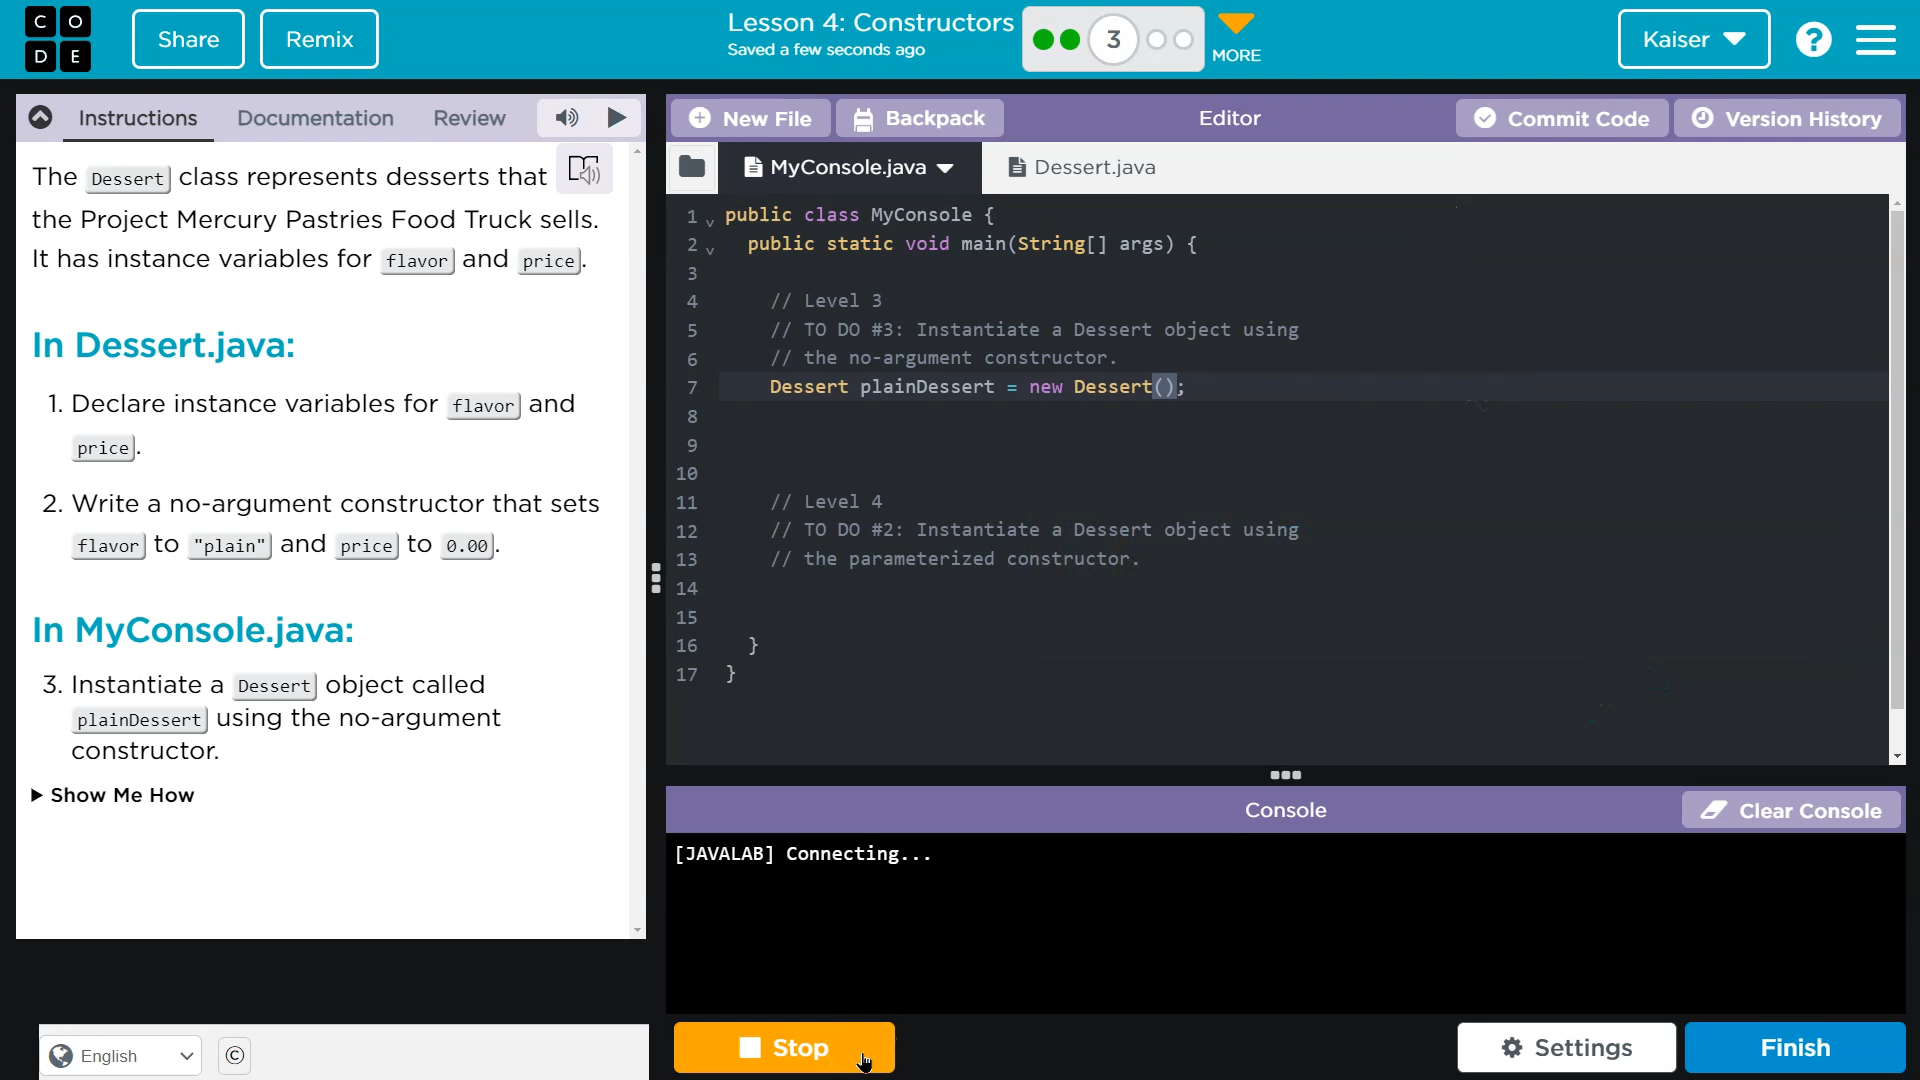 C O
D E
Share
Remix
Lesson 4: Constructors
Saved a few seconds ago
3
MORE
Kaiser
?
Instructions
Documentation
Review
New File
Backpack
Editor
Commit Code
Version History
MyConsole.java
Dessert.java
The Dessert class represents desserts that
the Project Mercury Pastries Food Truck sells.
It has instance variables for flavor and price.
In Dessert.java:
1. Declare instance variables for flavor and
price.
2. Write a no-argument constructor that sets
flavor to "plain" and price to 0.00.
In MyConsole.java:
3. Instantiate a Dessert object called
plainDessert using the no-argument
constructor.
Show Me How
1 public class MyConsole {
2 public static void main(String[] args) {
3
4 // Level 3
5 // TO DO #3: Instantiate a Dessert object using
6 // the no-argument constructor.
7 Dessert plainDessert = new Dessert();
8
9
10
11 // Level 4
12 // TO DO #2: Instantiate a Dessert object using
13 // the parameterized constructor.
14
15
16 }
17 }
Console
Clear Console
[JAVALAB] Connecting...
English
©
Stop
Settings
Finish